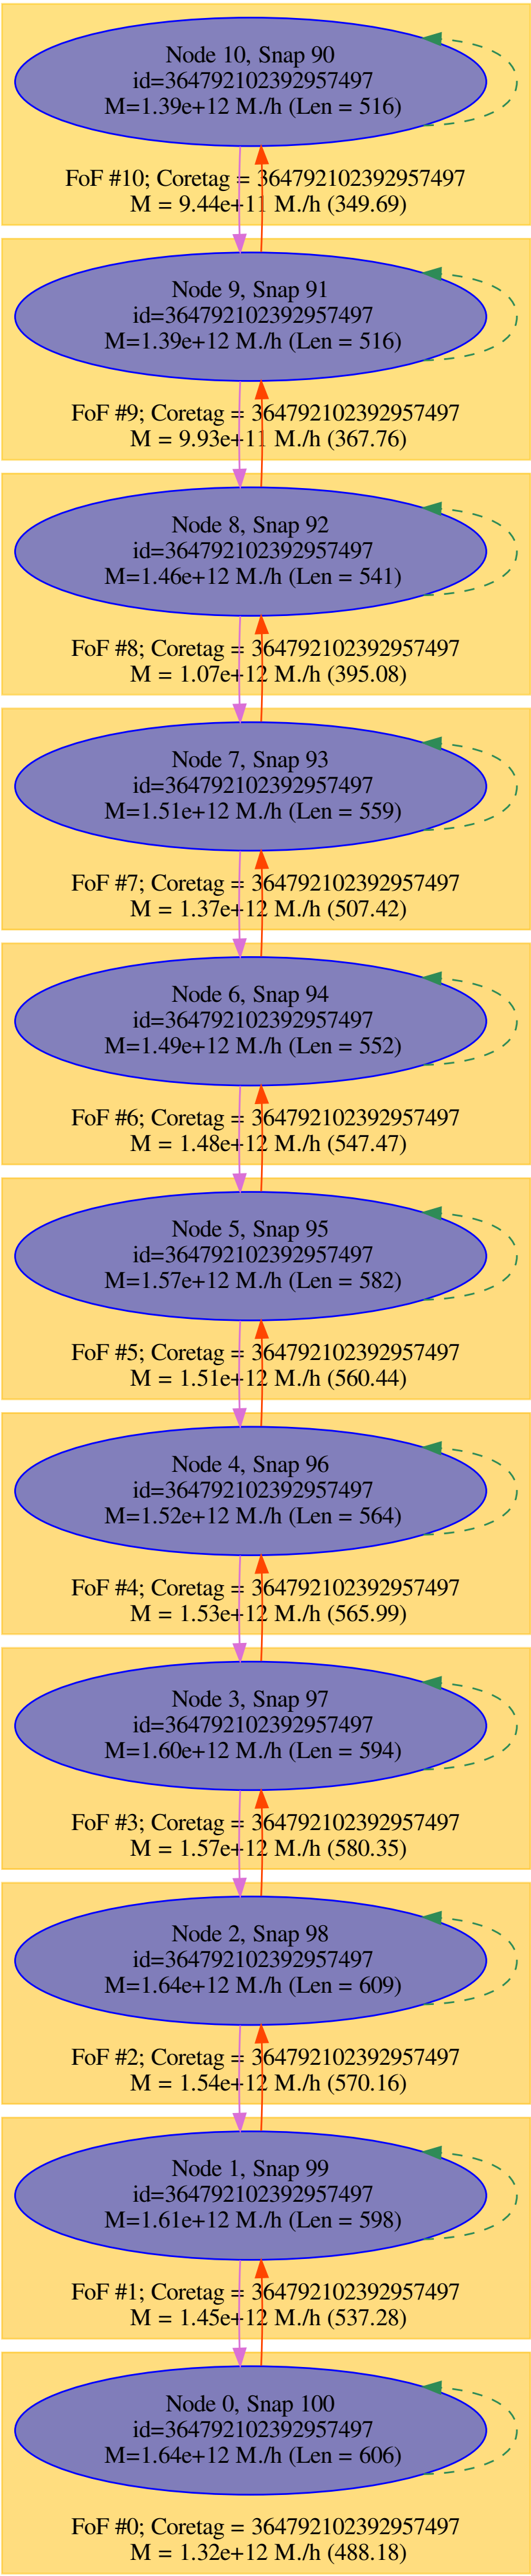 Node 10, Snap 90
id=364792102392957497
M=1.39e+12 M./h (Len = 516)
FoF #10; Coretag = 364792102392957497
M = 9.44e+11 M./h (349.69)
Node 9, Snap 91
id=364792102392957497
M=1.39e+12 M./h (Len = 516)
FoF #9; Coretag = 364792102392957497
M = 9.93e+11 M./h (367.76)
Node 8, Snap 92
id=364792102392957497
M=1.46e+12 M./h (Len = 541)
FoF #8; Coretag = 364792102392957497
M = 1.07e+12 M./h (395.08)
Node 7, Snap 93
id=364792102392957497
M=1.51e+12 M./h (Len = 559)
FoF #7; Coretag = 364792102392957497
M = 1.37e+12 M./h (507.42)
Node 6, Snap 94
id=364792102392957497
M=1.49e+12 M./h (Len = 552)
FoF #6; Coretag = 364792102392957497
M = 1.48e+12 M./h (547.47)
Node 5, Snap 95
id=364792102392957497
M=1.57e+12 M./h (Len = 582)
FoF #5; Coretag = 364792102392957497
M = 1.51e+12 M./h (560.44)
Node 4, Snap 96
id=364792102392957497
M=1.52e+12 M./h (Len = 564)
FoF #4; Coretag = 364792102392957497
M = 1.53e+12 M./h (565.99)
Node 3, Snap 97
id=364792102392957497
M=1.60e+12 M./h (Len = 594)
FoF #3; Coretag = 364792102392957497
M = 1.57e+12 M./h (580.35)
Node 2, Snap 98
id=364792102392957497
M=1.64e+12 M./h (Len = 609)
FoF #2; Coretag = 364792102392957497
M = 1.54e+12 M./h (570.16)
Node 1, Snap 99
id=364792102392957497
M=1.61e+12 M./h (Len = 598)
FoF #1; Coretag = 364792102392957497
M = 1.45e+12 M./h (537.28)
Node 0, Snap 100
id=364792102392957497
M=1.64e+12 M./h (Len = 606)
FoF #0; Coretag = 364792102392957497
M = 1.32e+12 M./h (488.18)